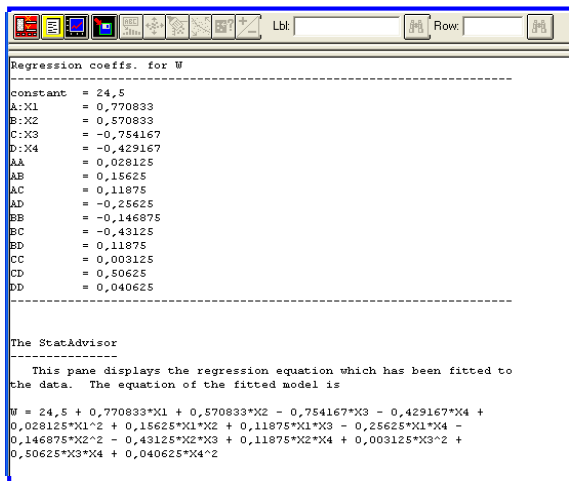 Lbl: Row:
Regression coeffs. for W
----------------------------------------------------------------------
constant = 24,5
A:X1 = 0,770833
B:X2 = 0,570833
C:X3 = -0,754167
D:X4 = -0,429167
AA = 0,028125
AB = 0,15625
AC = 0,11875
AD = -0,25625
BB = -0,146875
BC = -0,43125
BD = 0,11875
CC = 0,003125
CD = 0,50625
DD = 0,040625
----------------------------------------------------------------------
The StatAdvisor
---------------
This pane displays the regression equation which has been fitted to
the data. The equation of the fitted model is
W = 24,5 + 0,770833*X1 + 0,570833*X2 - 0,754167*X3 - 0,429167*X4 +
0,028125*X1^2 + 0,15625*X1*X2 + 0,11875*X1*X3 - 0,25625*X1*X4 -
0,146875*X2^2 - 0,43125*X2*X3 + 0,11875*X2*X4 + 0,003125*X3^2 +
0,50625*X3*X4 + 0,040625*X4^2